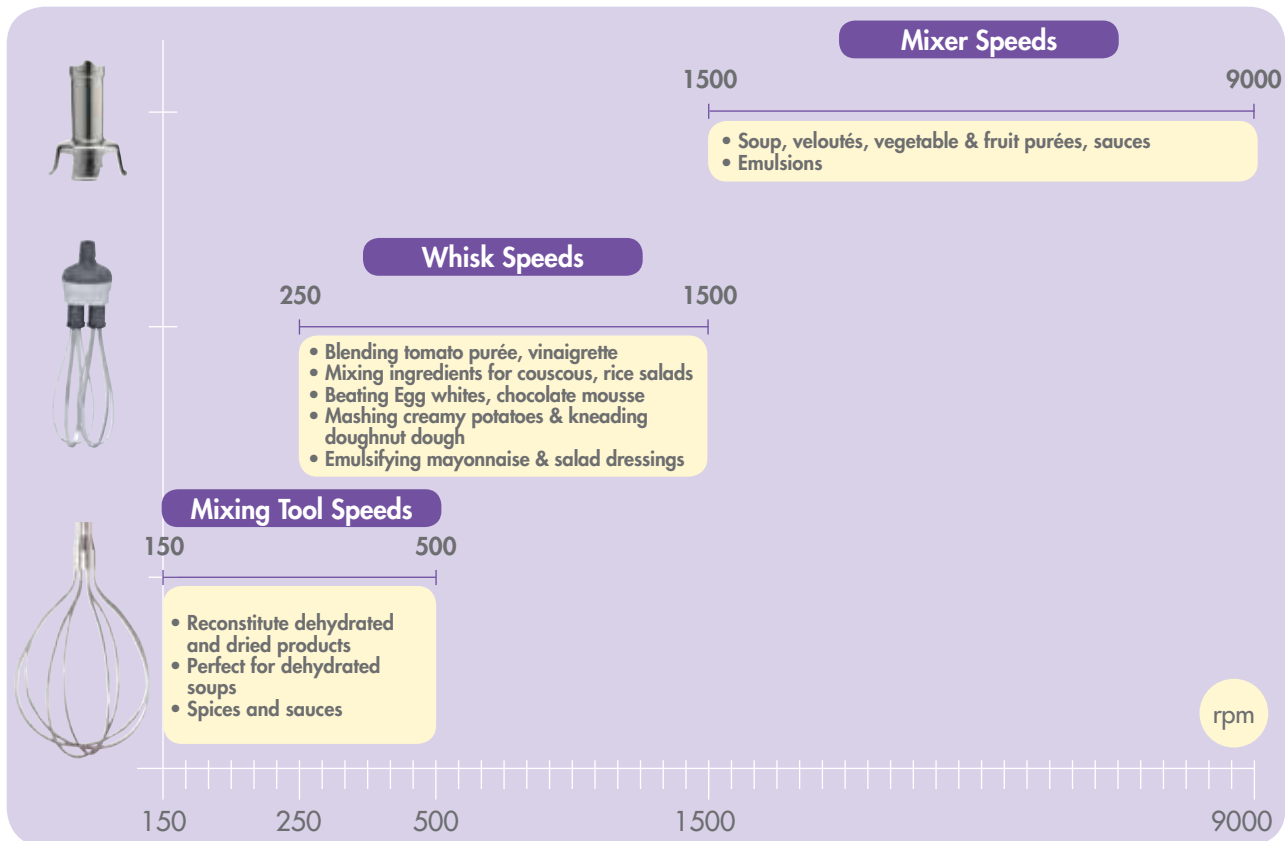 Mixer Speeds
1500 9000
• Soup, veloutés, vegetable & fruit purées, sauces
• Emulsions
Whisk Speeds
250 1500
• Blending tomato purée, vinaigrette
• Mixing ingredients for couscous, rice salads
• Beating Egg whites, chocolate mousse
• Mashing creamy potatoes & kneading
doughnut dough
• Emulsifying mayonnaise & salad dressings
Mixing Tool Speeds
150 500
• Reconstitute dehydrated
and dried products
• Perfect for dehydrated
soups
• Spices and sauces
rpm
150 250 500 1500 9000